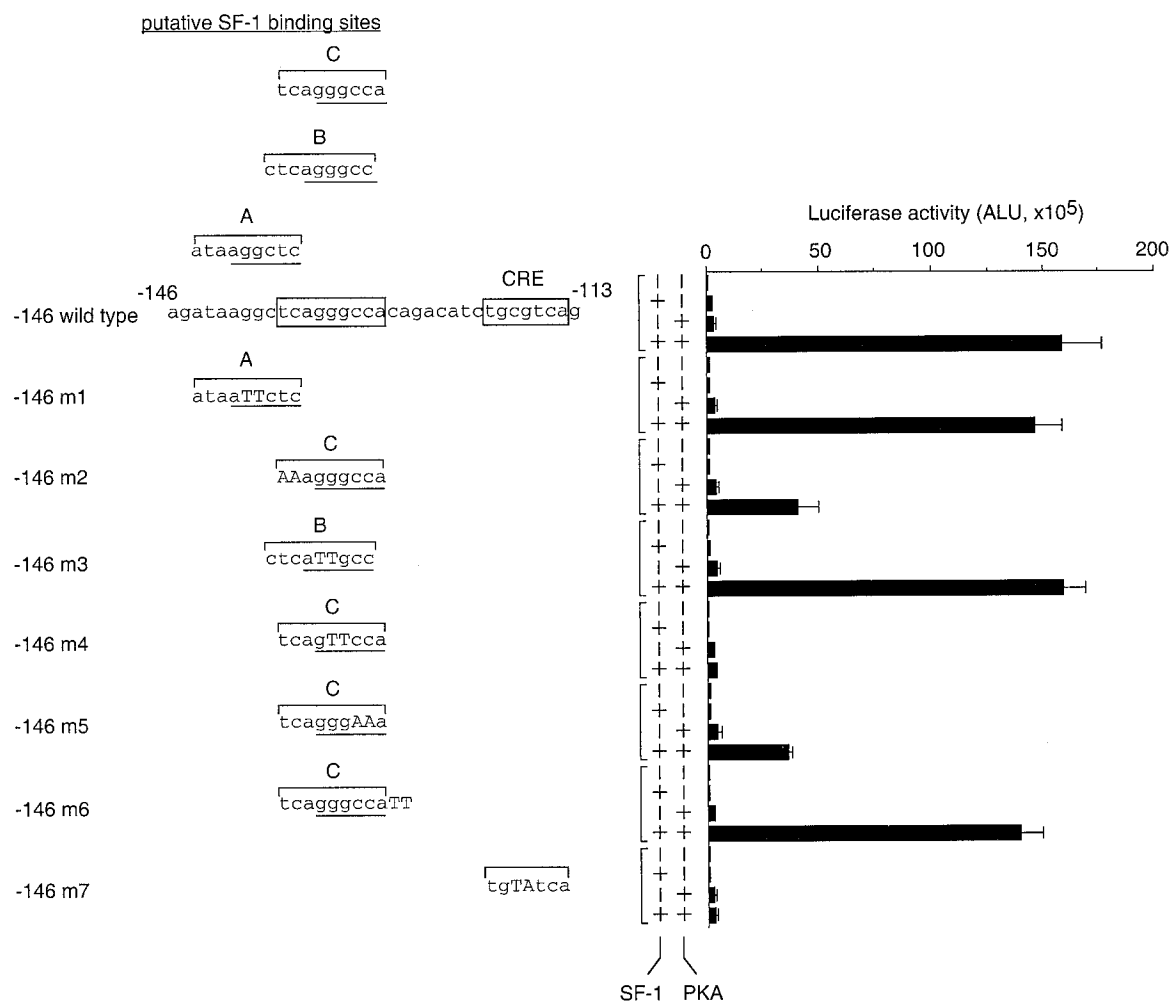 putative SF-1 binding sites
C
tcagggcca
B
ctcagggcc
A
ataaggctc
Luciferase activity (ALU, x10⁵)
0 50 100 150 200
-146 CRE -113
-146 wild type agataaggctcagggccacagacatctgcgtcag
+
+
+ +
A
-146 m1 ataaTTctc
+
+
+ +
C
-146 m2 AAagggcca
+
+
+ +
B
-146 m3 ctcaTTgcc
+
+
+ +
C
-146 m4 tcagTTcca
+
+
+ +
C
-146 m5 tcagggAAa
+
+
+ +
C
-146 m6 tcagggccaTT
+
+
+ +
-146 m7 tgTAtca
+
+
+ +
SF-1 PKA